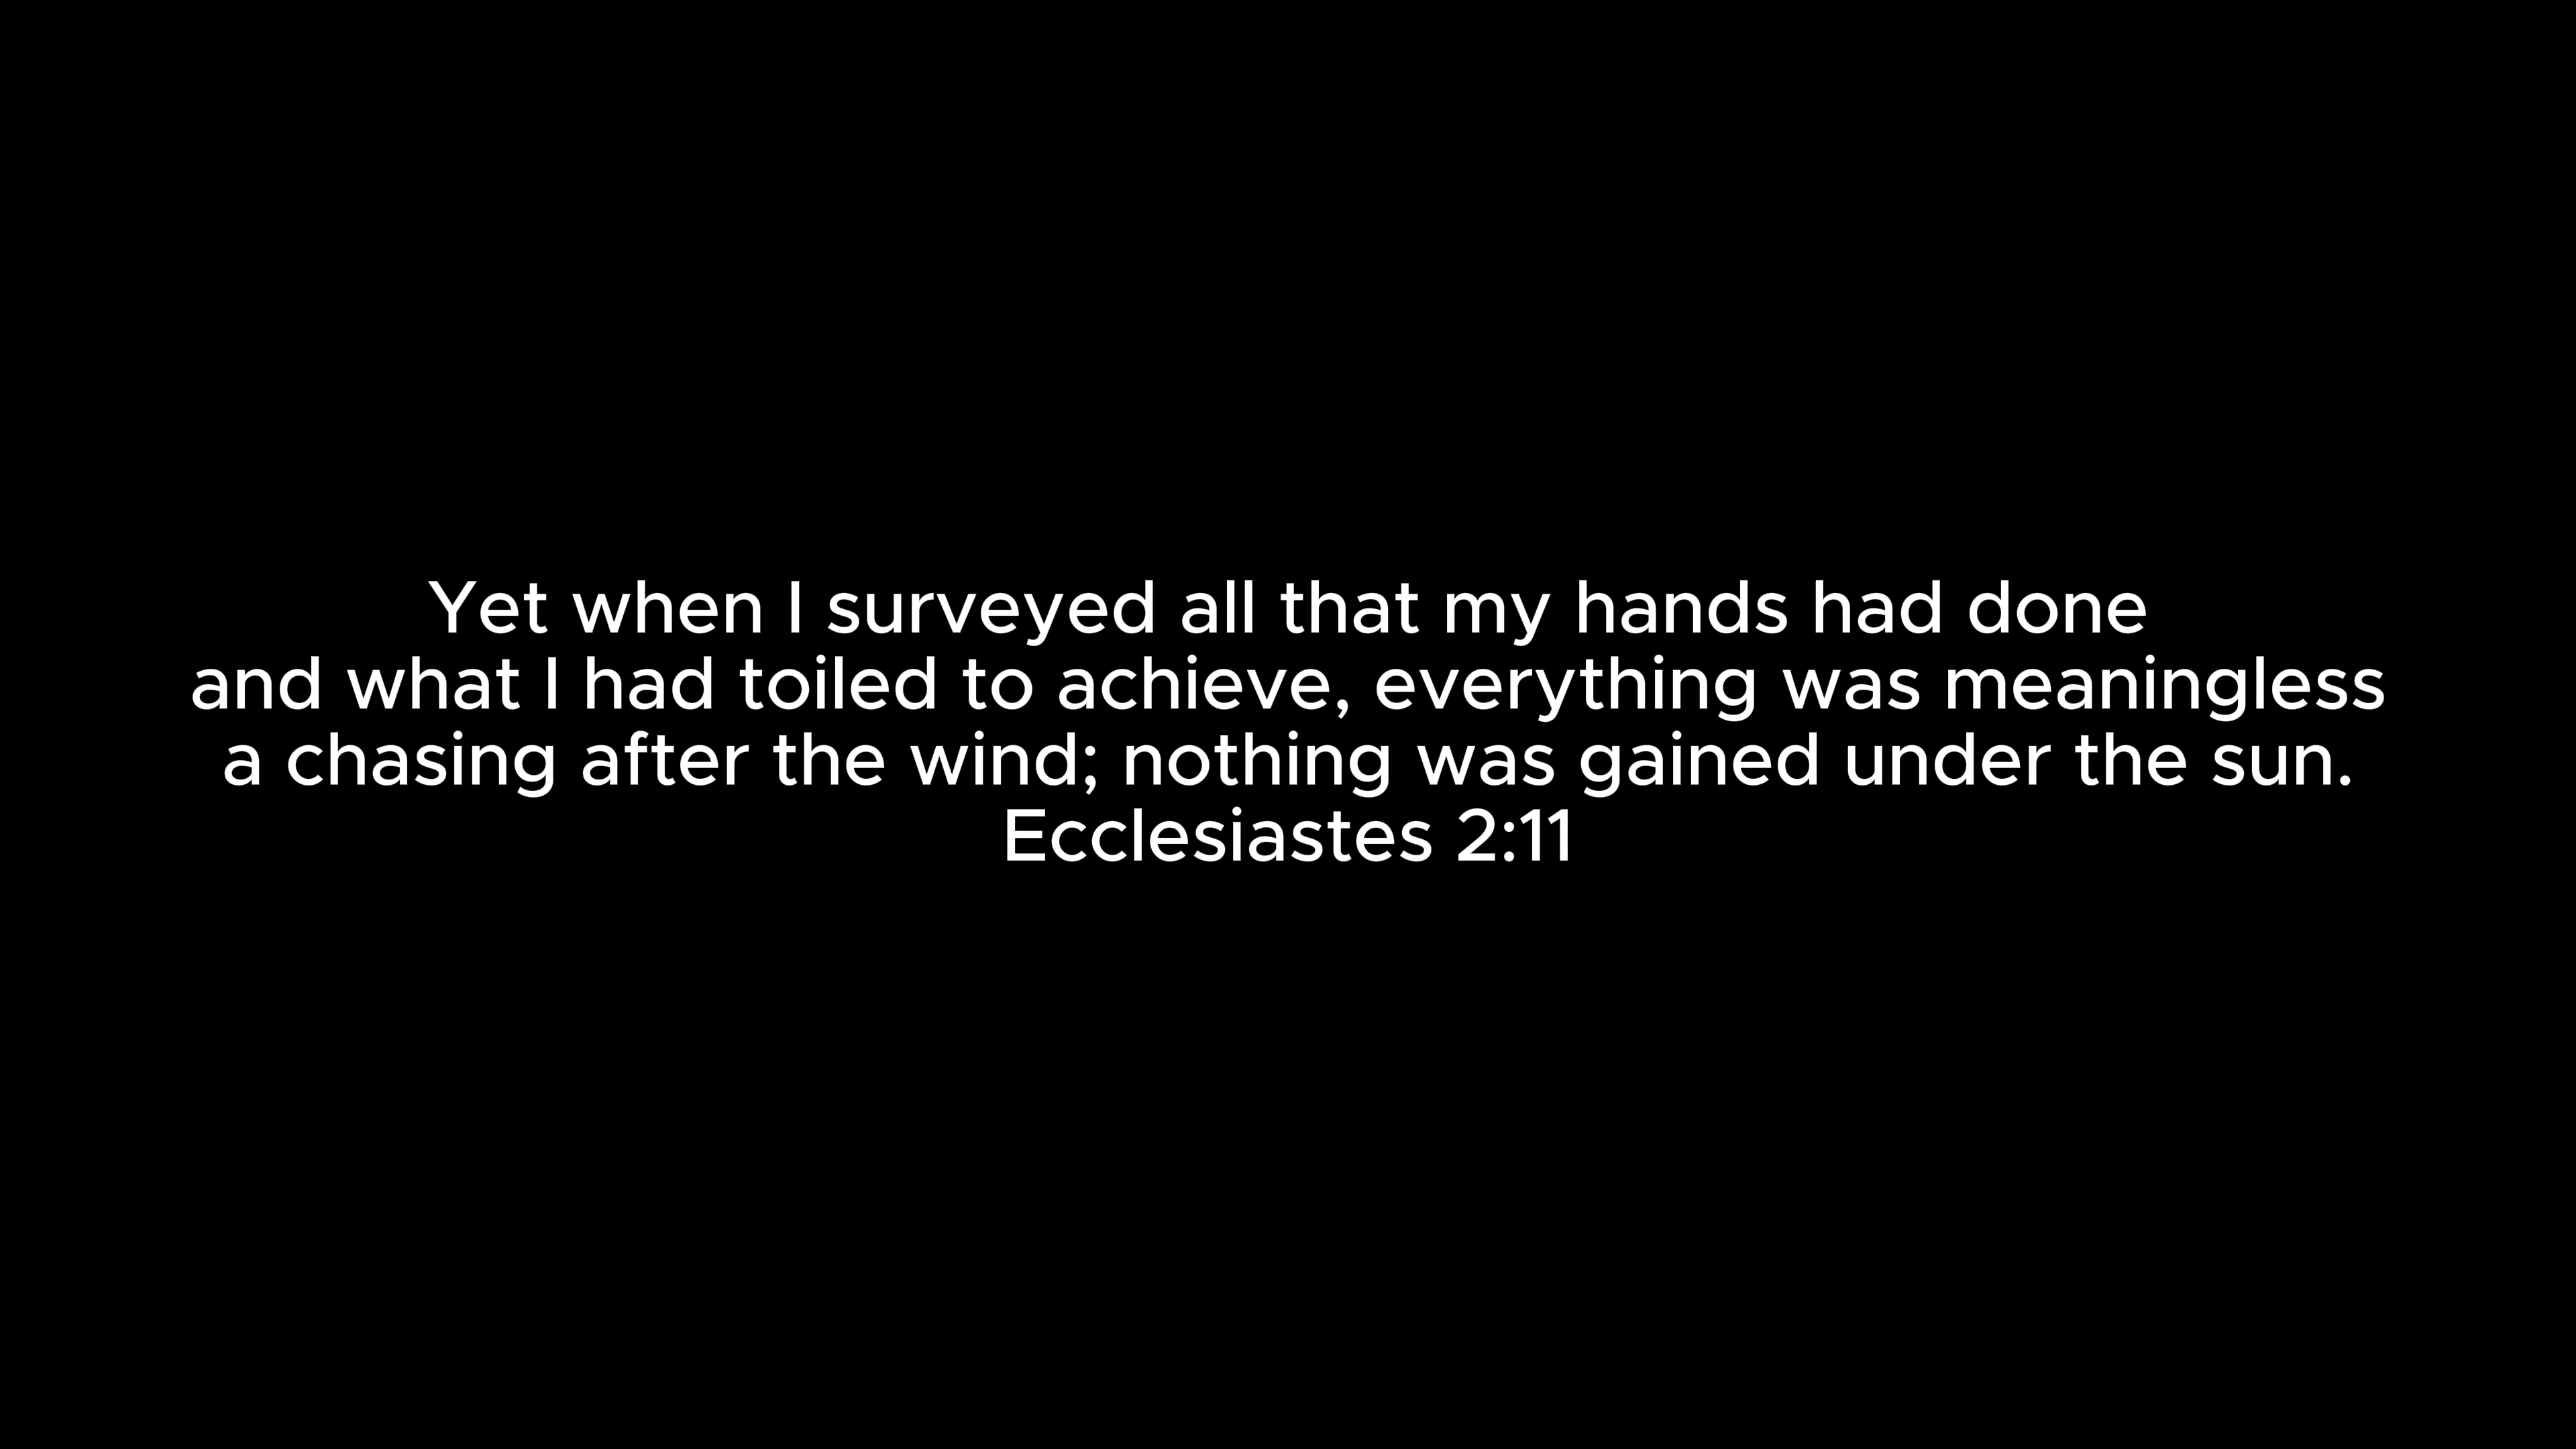 Yet when I surveyed all that my hands had done
and what I had toiled to achieve, everything was meaningless
a chasing after the wind; nothing was gained under the sun.
Ecclesiastes 2:11